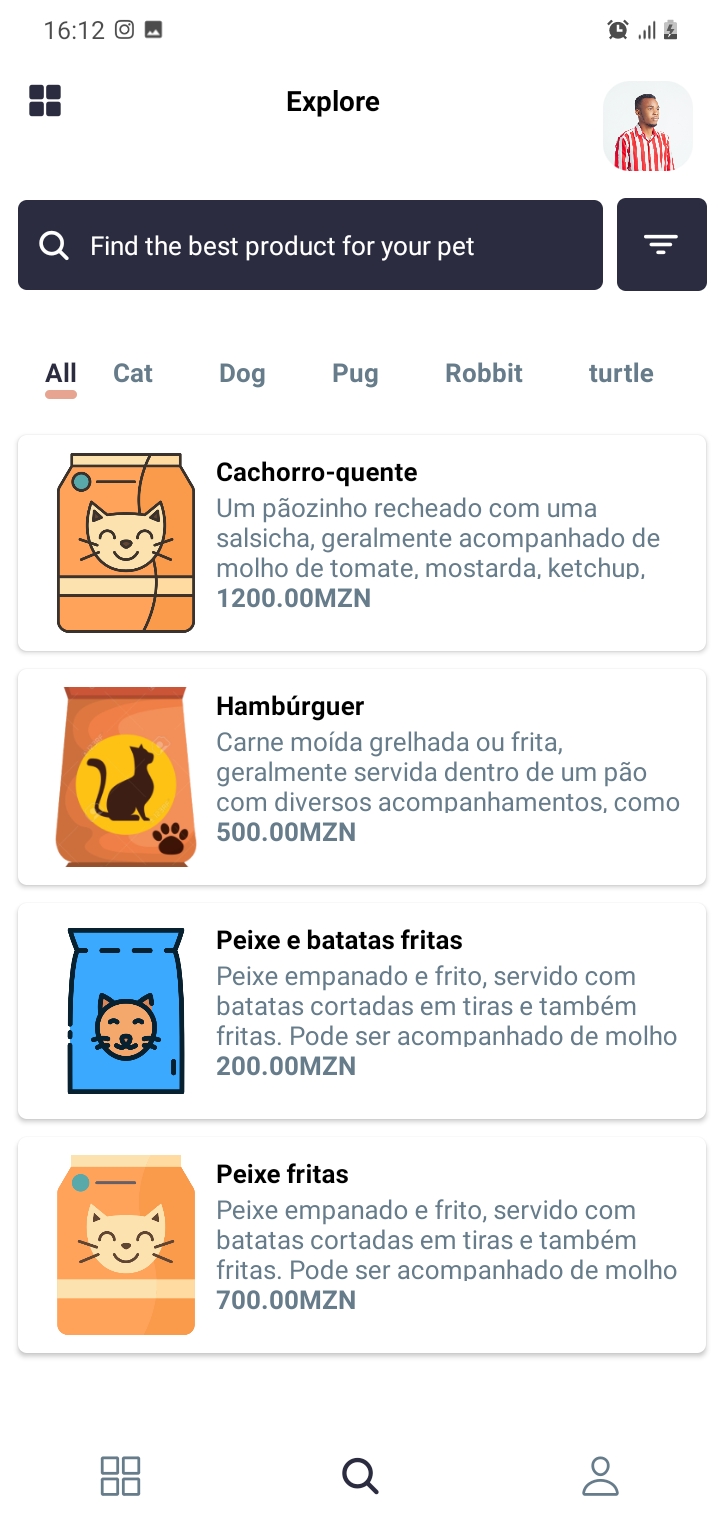 16:12
Explore
Find the best product for your pet
All Cat Dog Pug Robbit turtle
Cachorro-quente
Um pãozinho recheado com uma
salsicha, geralmente acompanhado de
molho de tomate, mostarda, ketchup,
1200.00MZN
Hambúrguer
Carne moída grelhada ou frita,
geralmente servida dentro de um pão
com diversos acompanhamentos, como
500.00MZN
Peixe e batatas fritas
Peixe empanado e frito, servido com
batatas cortadas em tiras e também
fritas. Pode ser acompanhado de molho
200.00MZN
Peixe fritas
Peixe empanado e frito, servido com
batatas cortadas em tiras e também
fritas. Pode ser acompanhado de molho
700.00MZN